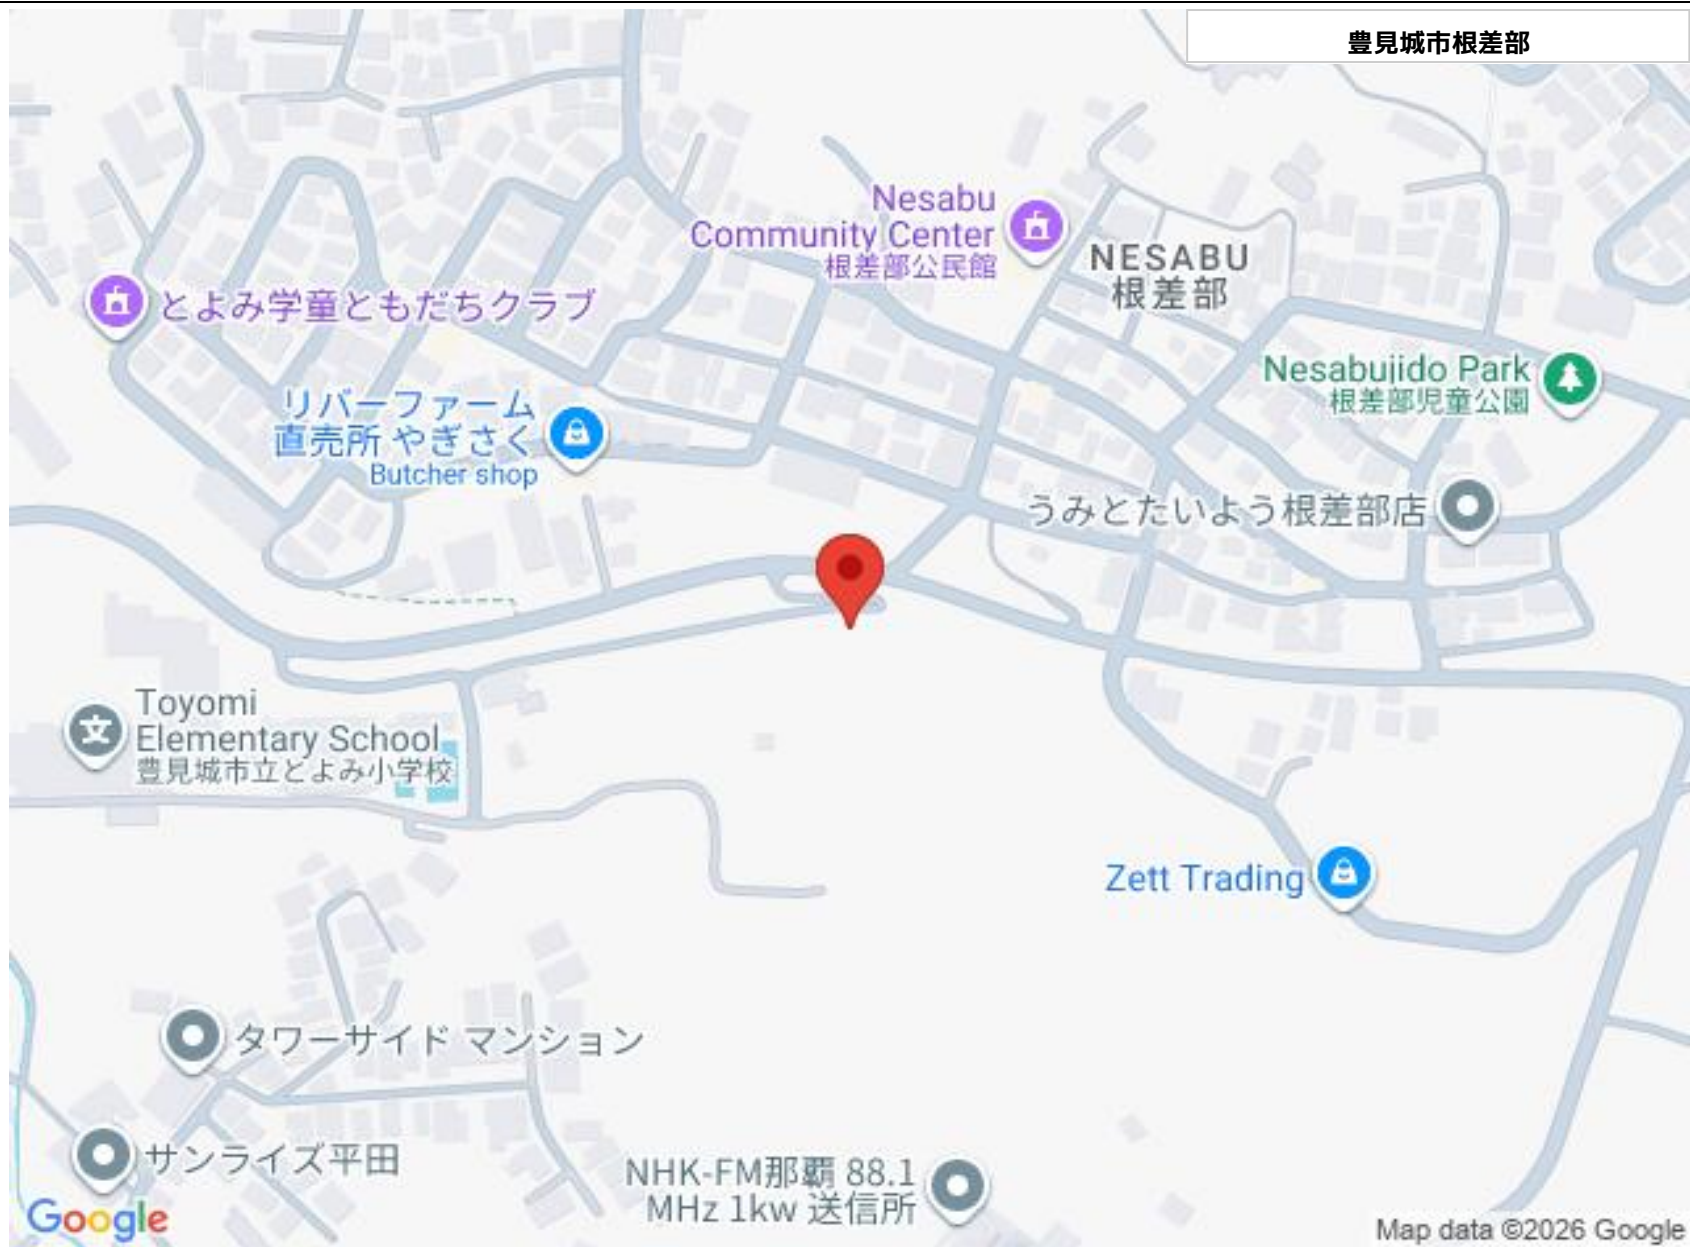 豊見城市根差部
Nesabu
Community Center
根差部公民館
NESABU
根差部
とよみ学童ともだちクラブ
Nesabujido Park
根差部児童公園
リバーファーム
直売所 やぎさく
Butcher shop
うみとたいよう根差部店
Toyomi
Elementary School
豊見城市立とよみ小学校
Zett Trading
タワーサイド マンション
サンライズ平田
NHK-FM那覇 88.1
MHz 1kw 送信所
Google
Map data ©2026 Google